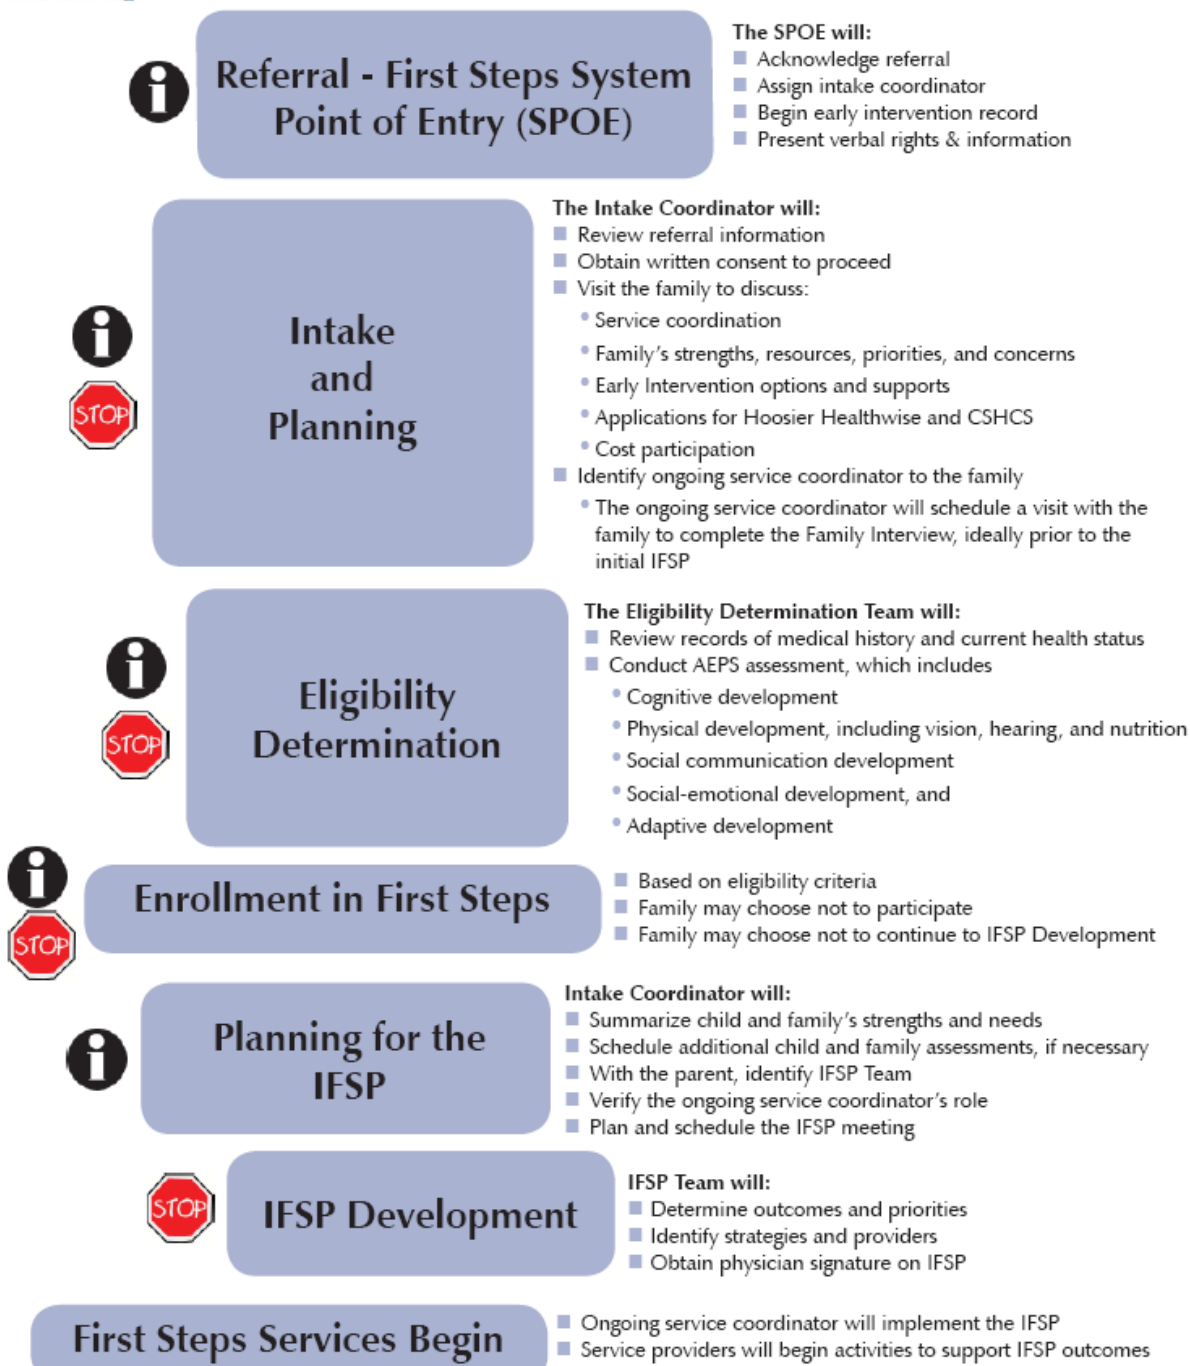 Referral - First Steps System
Point of Entry (SPOE)
The SPOE will:
Acknowledge referral
Assign intake coordinator
Begin early intervention record
Present verbal rights & information
Intake
and
Planning
STOP
The Intake Coordinator will:
Review referral information
Obtain written consent to proceed
Visit the family to discuss:
Service coordination
Family's strengths, resources, priorities, and concerns
Early Intervention options and supports
Applications for Hoosier Healthwise and CSHCS
Cost participation
Identify ongoing service coordinator to the family
The ongoing service coordinator will schedule a visit with the
family to complete the Family Interview, ideally prior to the
initial IFSP
Eligibility
Determination
STOP
The Eligibility Determination Team will:
Review records of medical history and current health status
Conduct AEPS assessment, which includes
Cognitive development
Physical development, including vision, hearing, and nutrition
Social communication development
Social-emotional development, and
Adaptive development
Enrollment in First Steps
STOP
Based on eligibility criteria
Family may choose not to participate
Family may choose not to continue to IFSP Development
Planning for the
IFSP
Intake Coordinator will:
Summarize child and family's strengths and needs
Schedule additional child and family assessments, if necessary
With the parent, identify IFSP Team
Verify the ongoing service coordinator's role
Plan and schedule the IFSP meeting
STOP
IFSP Development
IFSP Team will:
Determine outcomes and priorities
Identify strategies and providers
Obtain physician signature on IFSP
First Steps Services Begin
Ongoing service coordinator will implement the IFSP
Service providers will begin activities to support IFSP outcomes